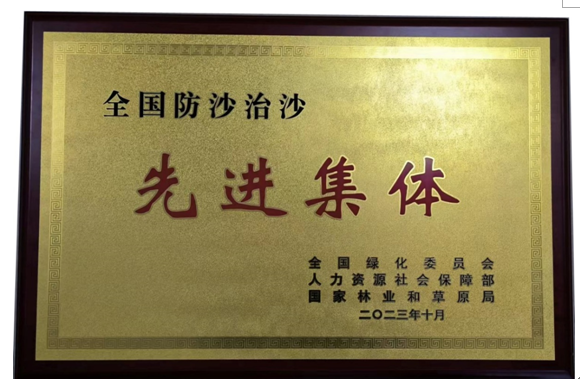 全国防沙治沙
先进集体
全国绿化委员会
人力资源社会保障部
国家林业和草原局
二〇二三年十月